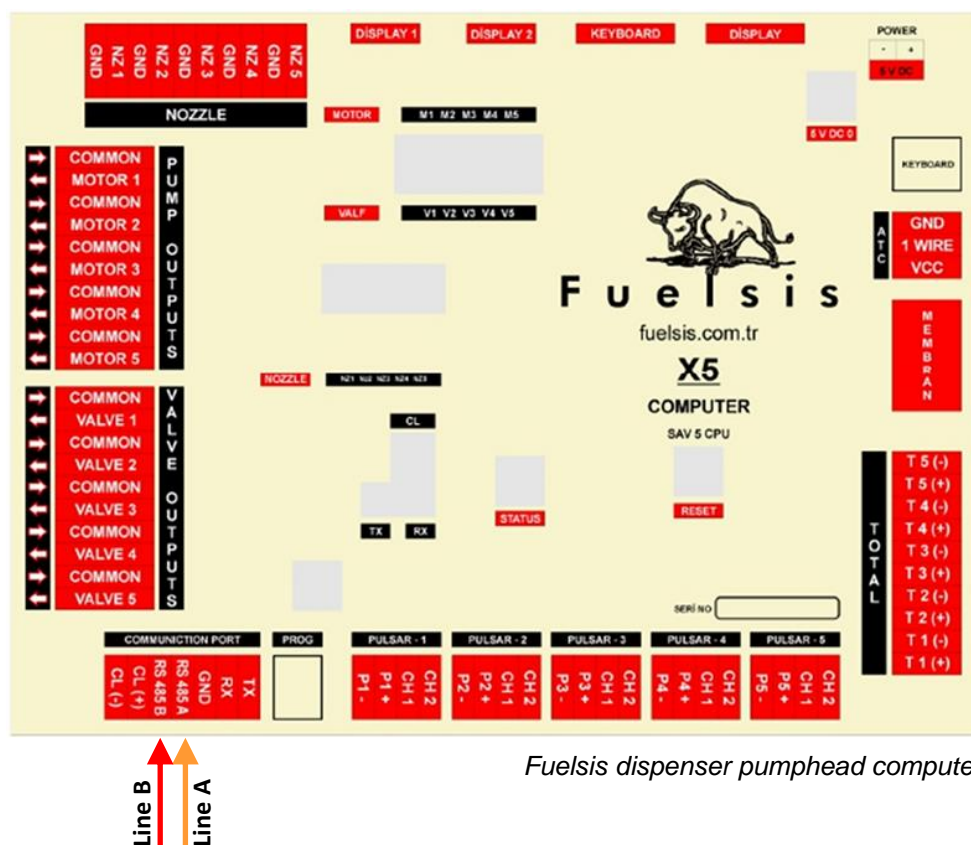 DİSPLAY 1
DİSPLAY 2
KEYBOARD
DİSPLAY
POWER
- +
6 V DC
GND
NZ 1
GND
NZ 2
GND
NZ 3
GND
NZ 4
GND
NZ 5
NOZZLE
MOTOR
M1 M2 M3 M4 M5
6 V DC 0
KEYBOARD
COMMON
MOTOR 1
COMMON
MOTOR 2
COMMON
MOTOR 3
COMMON
MOTOR 4
COMMON
MOTOR 5
PUMP OUTPUTS
VALF
V1 V2 V3 V4 V5
ATC
GND
1 WIRE
VCC
Fuelsis
fuelsis.com.tr
X5
COMPUTER
SAV 5 CPU
MEMBRAN
NOZZLE
NZ1 NZ2 NZ3 NZ4 NZ5
CL
COMMON
VALVE 1
COMMON
VALVE 2
COMMON
VALVE 3
COMMON
VALVE 4
COMMON
VALVE 5
VALVE OUTPUTS
TX
RX
STATUS
RESET
TOTAL
T 5 (-)
T 5 (+)
T 4 (-)
T 4 (+)
T 3 (-)
T 3 (+)
T 2 (-)
T 2 (+)
T 1 (-)
T 1 (+)
SERİ NO
COMMUNICTION PORT
PROG
PULSAR - 1
PULSAR - 2
PULSAR - 3
PULSAR - 4
PULSAR - 5
CL (-)
CL (+)
RS 485 B
RS 485 A
GND
RX
TX
P1 -
P1 +
CH 1
CH 2
P2 -
P2 +
CH 1
CH 2
P3 -
P3 +
CH 1
CH 2
P4 -
P4 +
CH 1
CH 2
P5 -
P5 +
CH 1
CH 2
Line B
Line A
Fuelsis dispenser pumphead compute